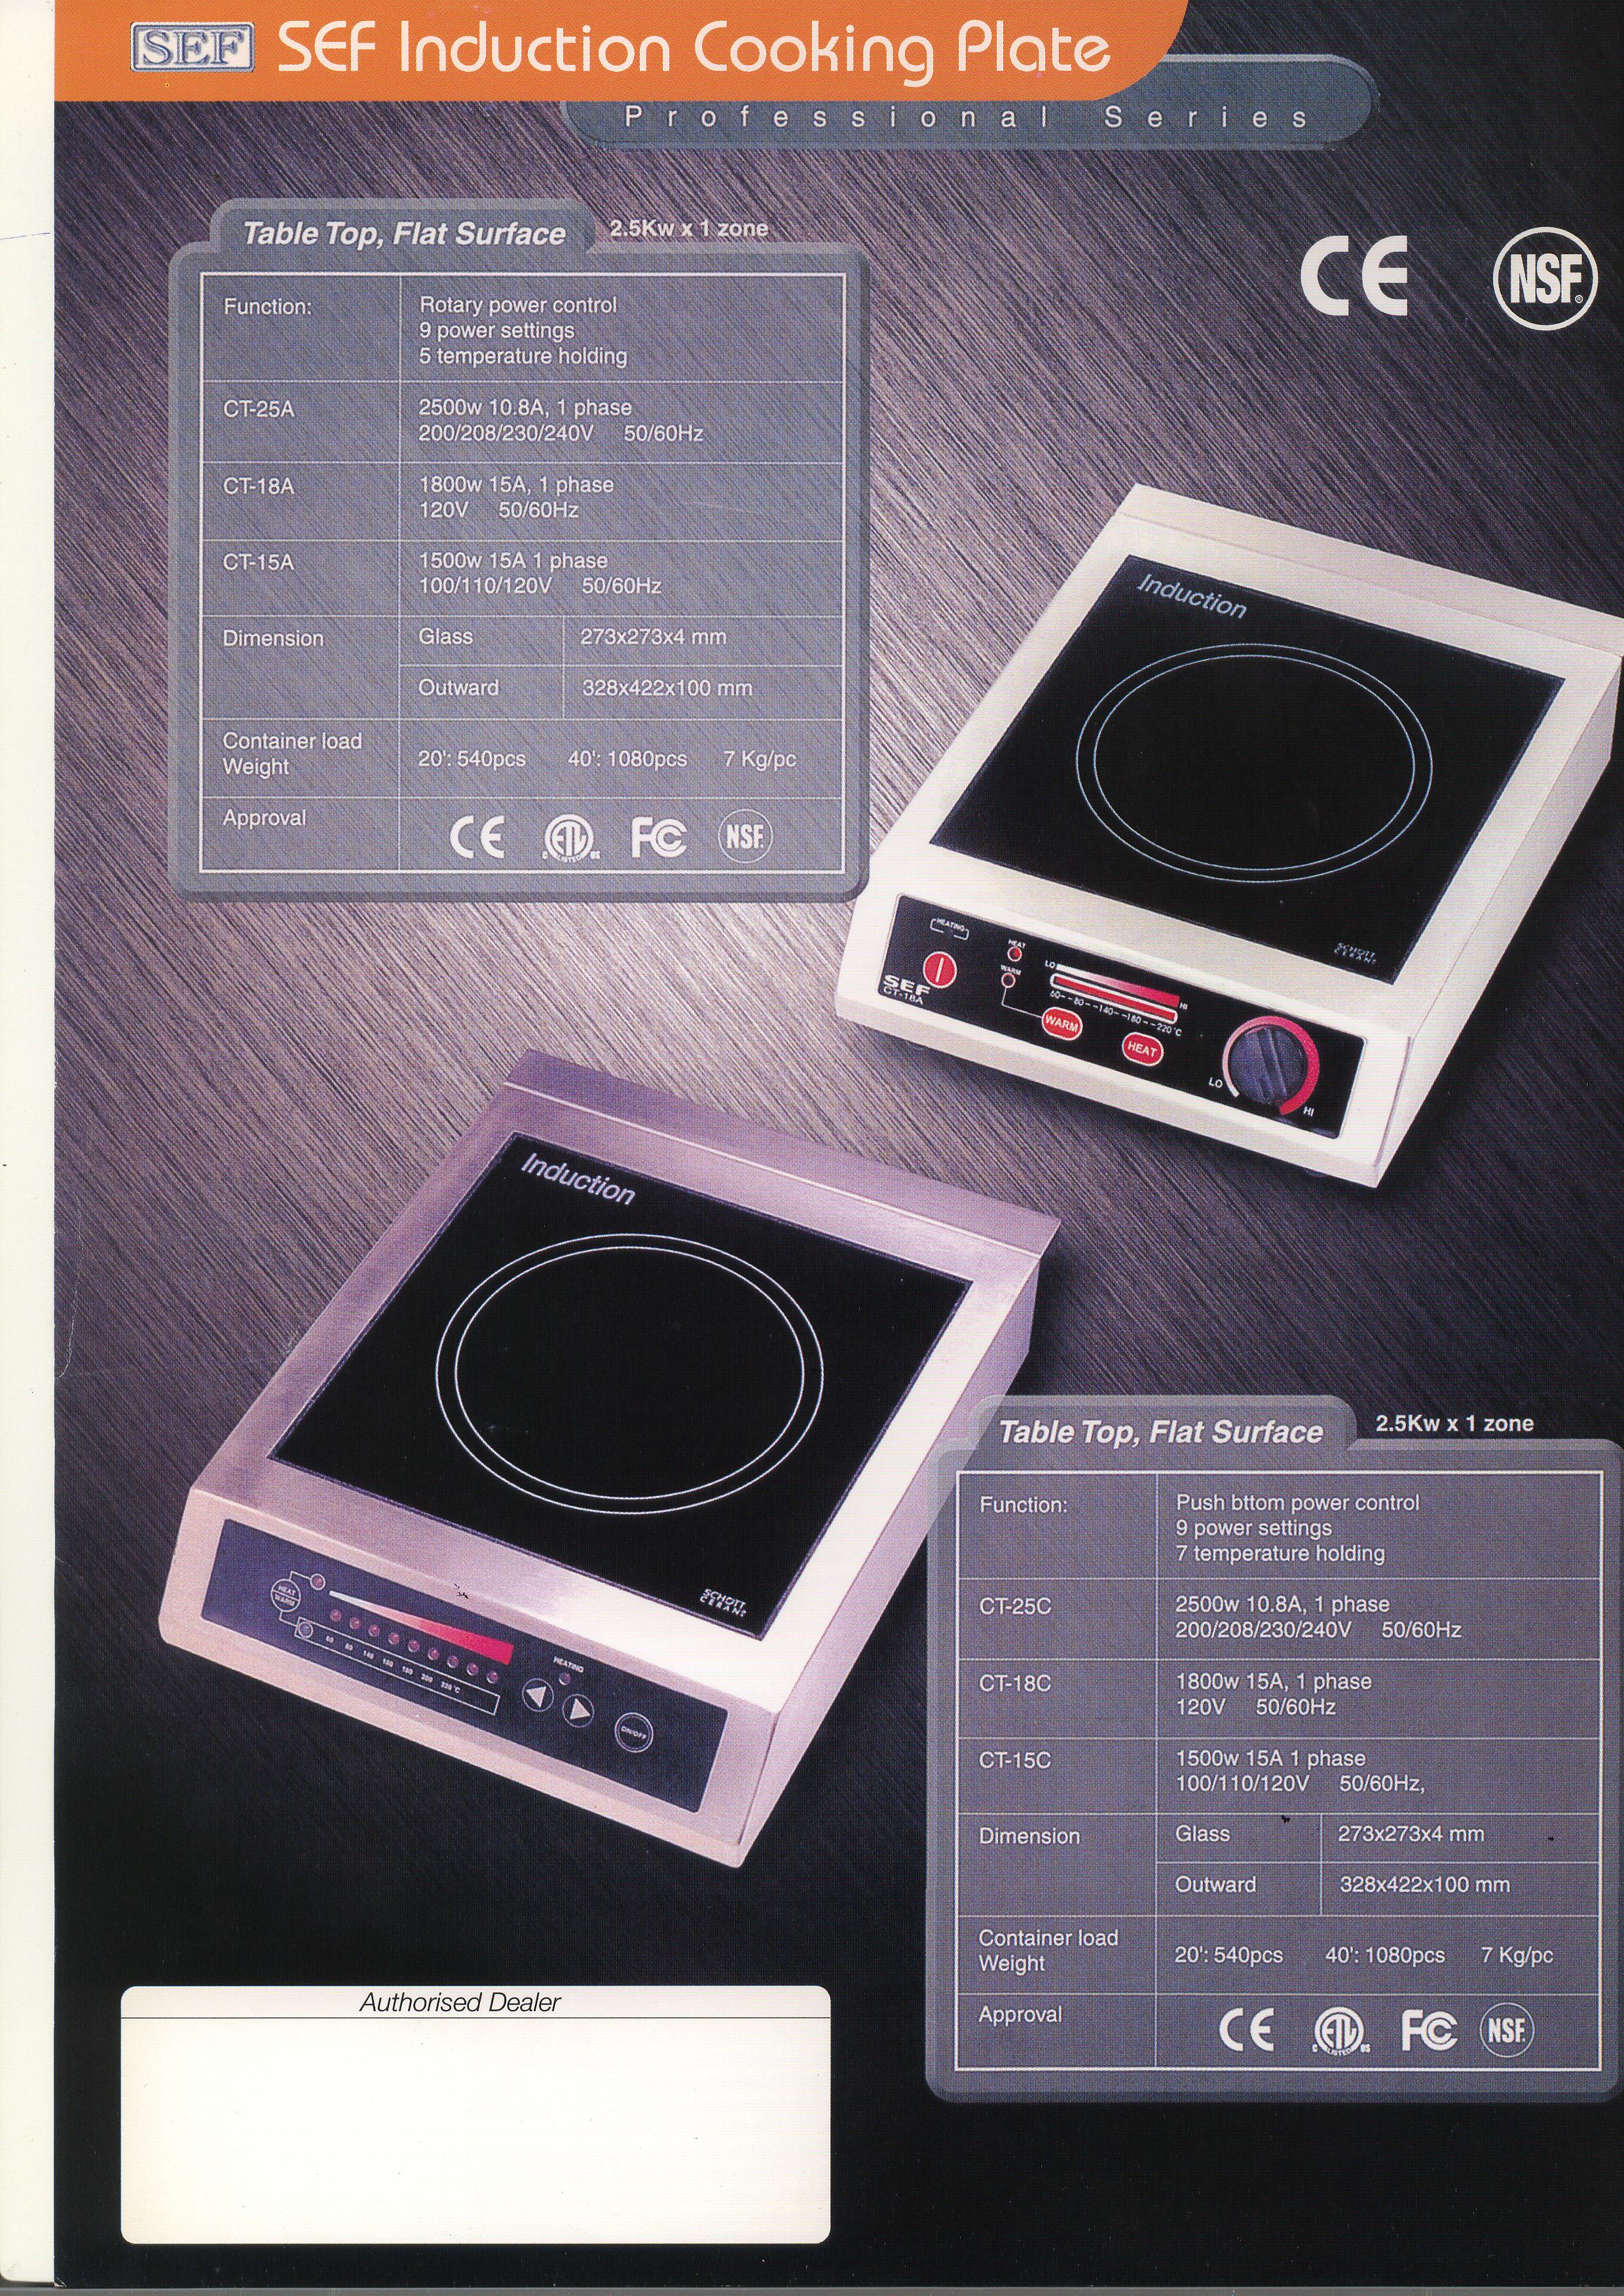 SEF SEF Induction Cooking Plate
Professional Series
Table Top, Flat Surface 2.5Kw x 1 zone
CE NSF®
Function: Rotary power control
9 power settings
5 temperature holding
CT-25A 2500w 10.8A, 1 phase
200/208/230/240V 50/60Hz
CT-18A 1800w 15A, 1 phase
120V 50/60Hz
CT-15A 1500w 15A 1 phase
100/110/120V 50/60Hz
Dimension Glass 273x273x4 mm
Outward 328x422x100 mm
Container load
Weight 20': 540pcs 40': 1080pcs 7 Kg/pc
Approval CE ETL C LISTED US FC NSF.
Induction
SCHOTT
CERAN
HEATING
HEAT
WARM
LO HI
60--80--140--180--220°C
SEF
CT-18A
WARM
HEAT
LO HI
Induction
SCHOTT
CERAN
HEAT
WARM
60 80 140 160 180 200 220°C
HEATING
ON/OFF
Table Top, Flat Surface 2.5Kw x 1 zone
Function: Push bttom power control
9 power settings
7 temperature holding
CT-25C 2500w 10.8A, 1 phase
200/208/230/240V 50/60Hz
CT-18C 1800w 15A, 1 phase
120V 50/60Hz
CT-15C 1500w 15A 1 phase
100/110/120V 50/60Hz,
Dimension Glass 273x273x4 mm
Outward 328x422x100 mm
Container load
Weight 20': 540pcs 40': 1080pcs 7 Kg/pc
Approval CE ETL C LISTED US FC NSF.
Authorised Dealer